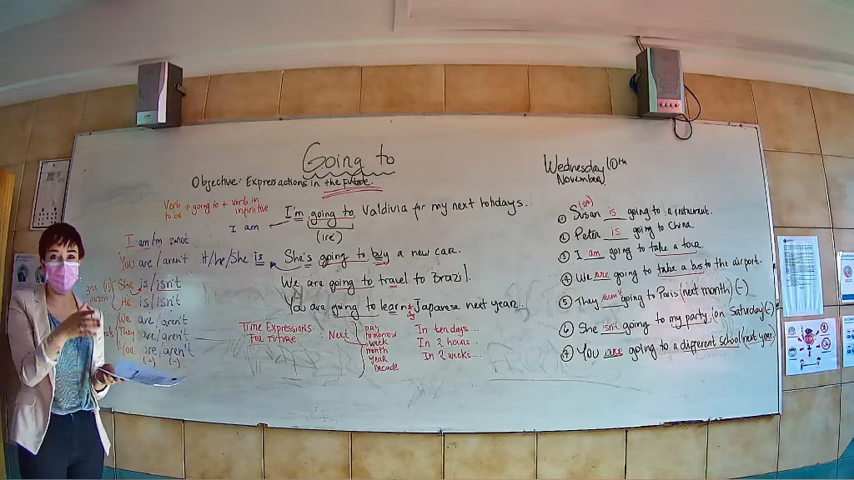 Going to
Objective: Express actions in the future.
Verb to be + going to + verb in infinitive
I am
I'm going to Valdivia for my next holidays.
(ire)
She's going to buy a new car.
We are going to travel to Brazil.
You are going to learn Japanese next year.
I am/I'm not.
You are/aren't It/he/She is
She is/isn't
He is/isn't
We are/aren't
They are/aren't
You are/aren't
(+) (-)
Time Expressions
For Future
Next
day
tomorrow
week
month
year
decade
In ten days...
In 2 hours...
In 2 weeks...
Wednesday 10th
November
① Susan is going to a
② Peter is going to China.
③ I am going to take a tour.
④ We are going to take a bus to the airport.
⑤ They aren't going to Paris (next month) (-)
⑥ She isn't going to my party on Saturday (-)
⑦ You are going to a different school (next year)